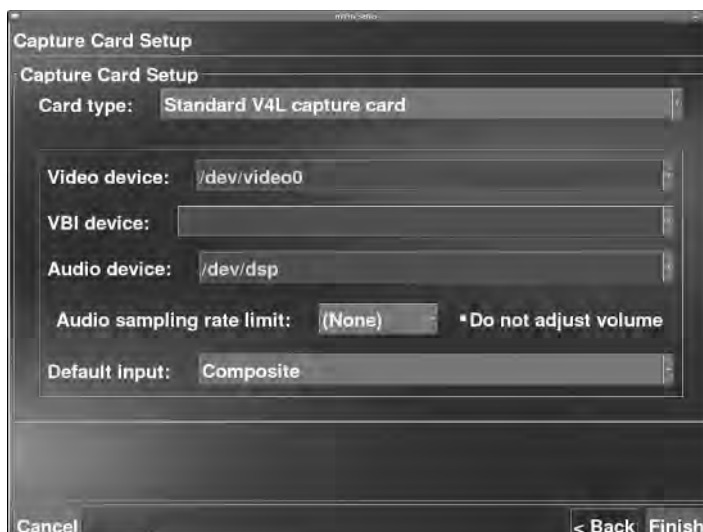 Capture Card Setup
Capture Card Setup
Card type: Standard V4L capture card
Video device: /dev/video0
VBI device:
Audio device: /dev/dsp
Audio sampling rate limit: (None) Do not adjust volume
Default input: Composite
Cancel < Back Finish